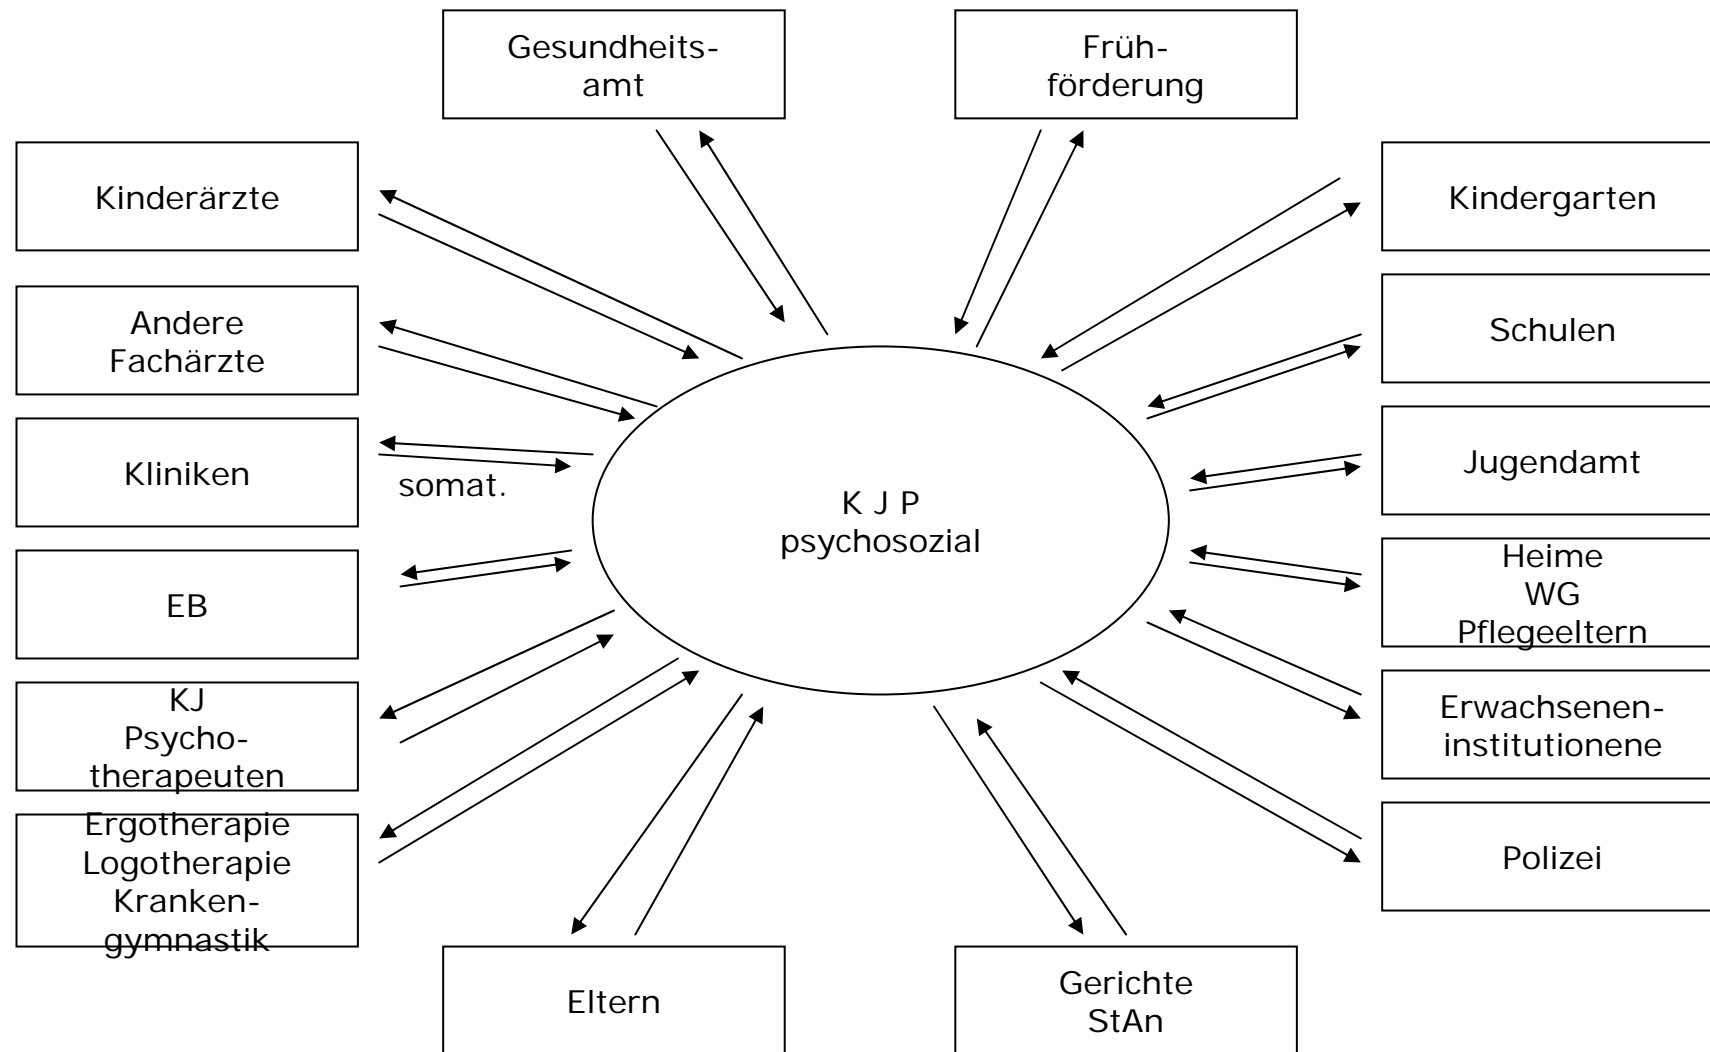 Gesundheits-
amt
Früh-
förderung
Kinderärzte
Kindergarten
Andere
Fachärzte
Schulen
Kliniken
somat.
Jugendamt
K J P
psychosozial
EB
Heime
WG
Pflegeeltern
KJ
Psycho-
therapeuten
Erwachsenen-
institutionene
Ergotherapie
Logotherapie
Kranken-
gymnastik
Polizei
Eltern
Gerichte
StAn